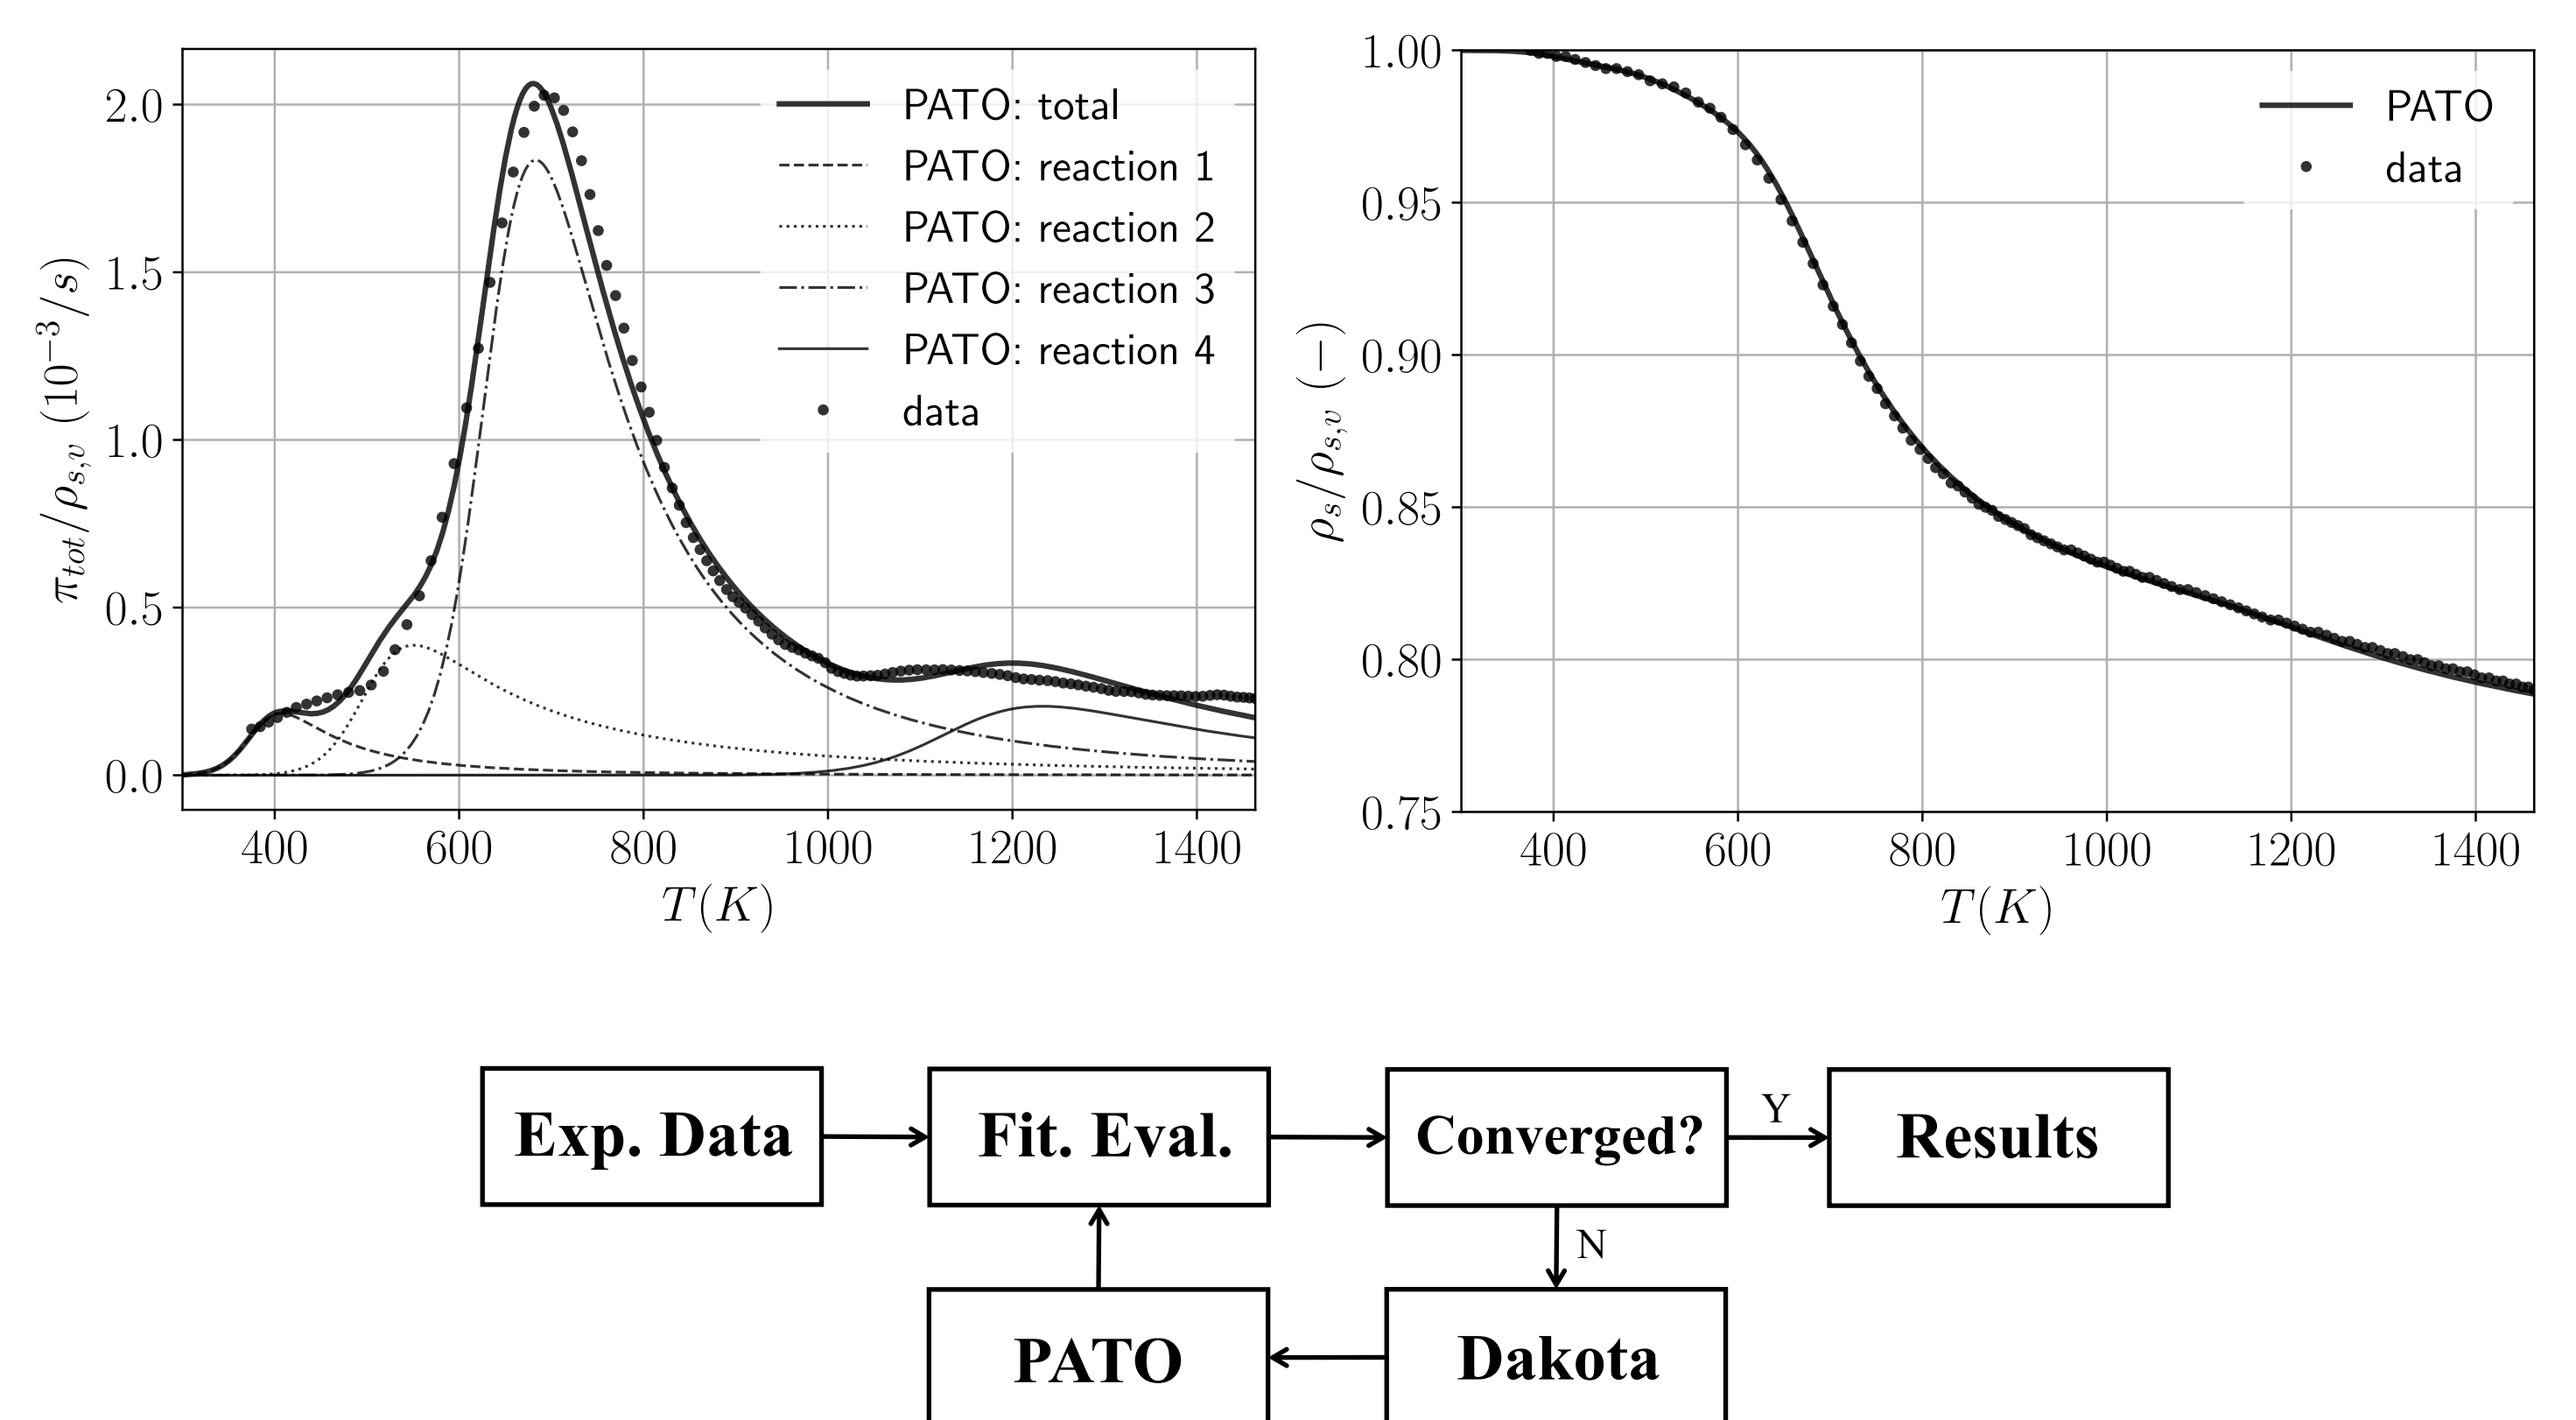 2.0
1.5
1.0
0.5
0.0
π_tot/ρ_s,v (10⁻³/s)
400 600 800 1000 1200 1400
T(K)
PATO: total
PATO: reaction 1
PATO: reaction 2
PATO: reaction 3
PATO: reaction 4
data
1.00
0.95
0.90
0.85
0.80
0.75
ρ_s/ρ_s,v (−)
400 600 800 1000 1200 1400
T(K)
PATO
data
Exp. Data
Fit. Eval.
Converged?
Y
Results
N
PATO
Dakota